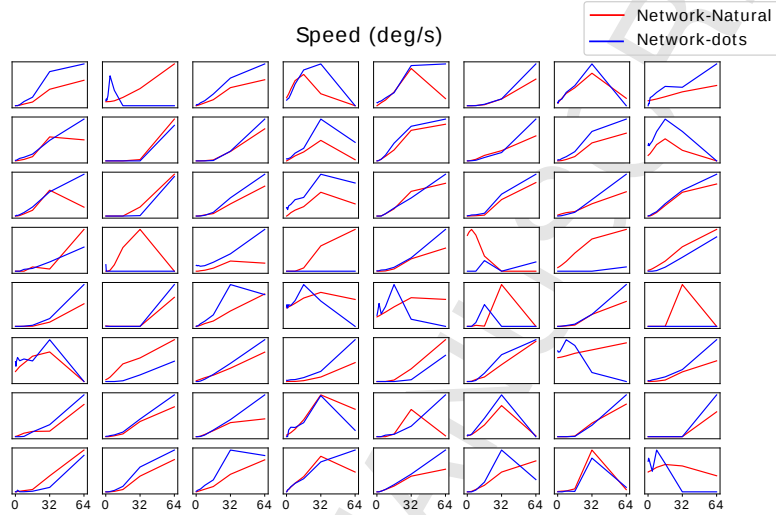 Network-Natural
Network-dots
Speed (deg/s)
0 32 64 0 32 64 0 32 64 0 32 64 0 32 64 0 32 64 0 32 64 0 32 64